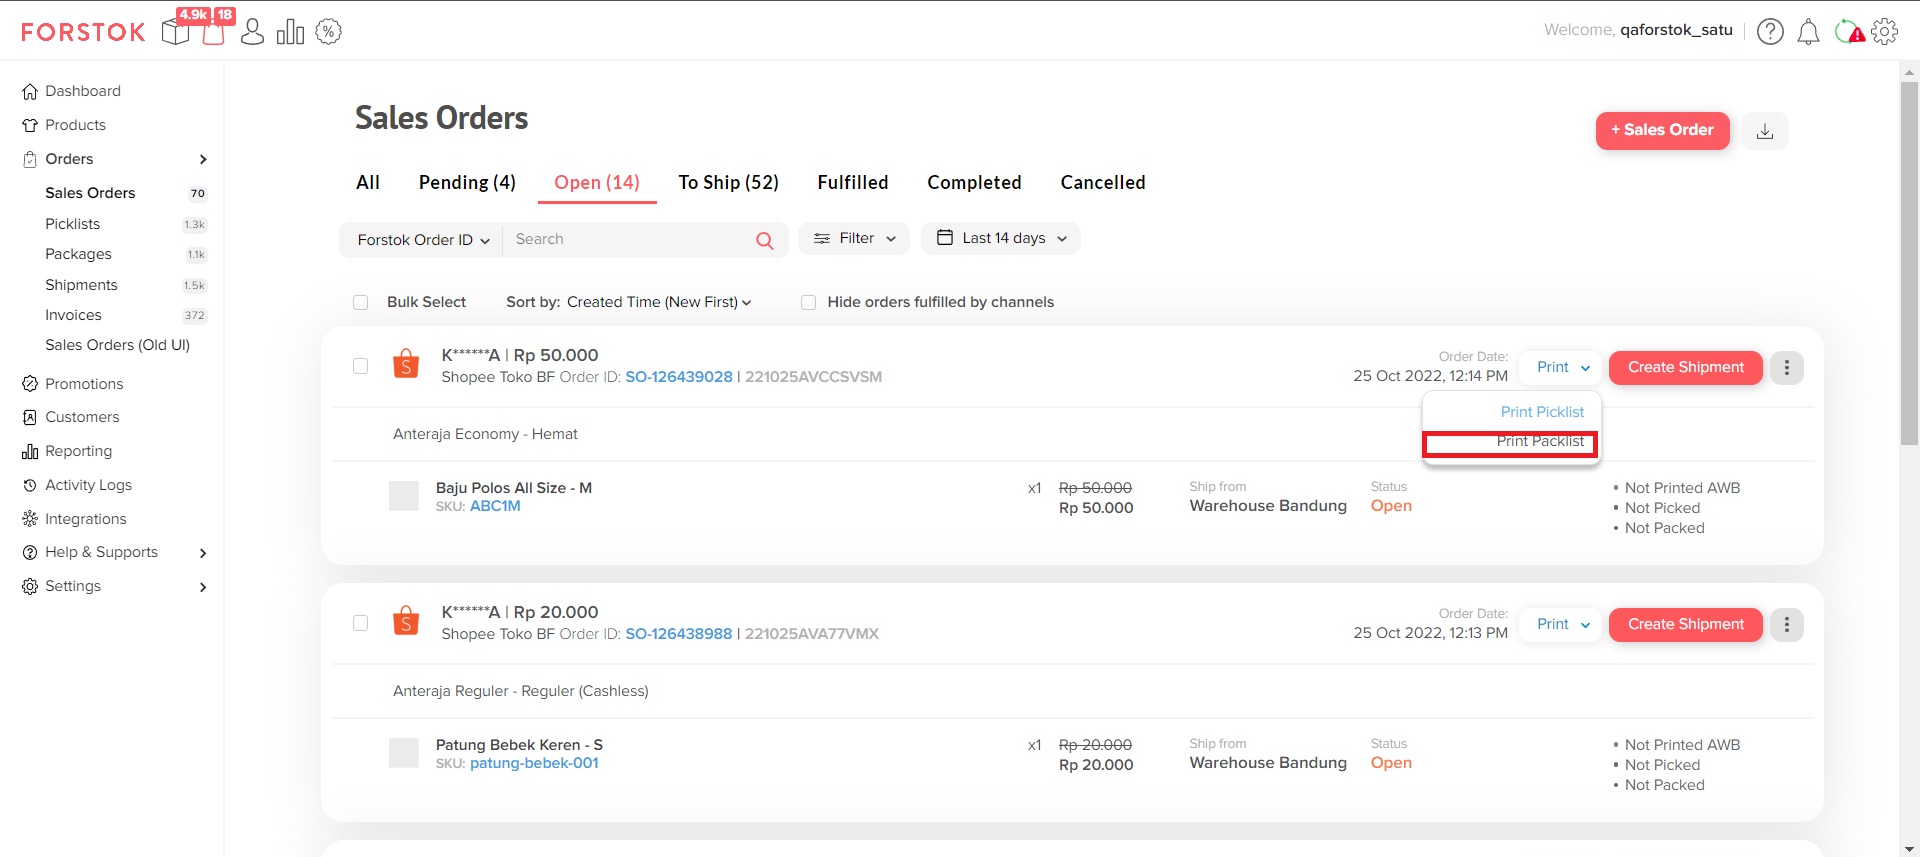 FORSTOK
4.9k
18
Welcome, qaforstok_satu
Dashboard
Products
Orders
Sales Orders 70
Picklists 1.3k
Packages 1.1k
Shipments 1.5k
Invoices 372
Sales Orders (Old UI)
Promotions
Customers
Reporting
Activity Logs
Integrations
Help & Supports
Settings
Sales Orders
+ Sales Order
All Pending (4) Open (14) To Ship (52) Fulfilled Completed Cancelled
Forstok Order ID Search Filter Last 14 days
Bulk Select Sort by: Created Time (New First) Hide orders fulfilled by channels
K******A | Rp 50.000
Shopee Toko BF Order ID: SO-126439028 | 221025AVCCSVSM
Order Date:
25 Oct 2022, 12:14 PM
Print Create Shipment
Print Picklist
Print Packlist
Anteraja Economy - Hemat
Baju Polos All Size - M
SKU: ABC1M
x1 Rp 50.000
Rp 50.000
Ship from
Warehouse Bandung
Status
Open
• Not Printed AWB
• Not Picked
• Not Packed
K******A | Rp 20.000
Shopee Toko BF Order ID: SO-126438988 | 221025AVA77VMX
Order Date:
25 Oct 2022, 12:13 PM
Print Create Shipment
Anteraja Reguler - Reguler (Cashless)
Patung Bebek Keren - S
SKU: patung-bebek-001
x1 Rp 20.000
Rp 20.000
Ship from
Warehouse Bandung
Status
Open
• Not Printed AWB
• Not Picked
• Not Packed